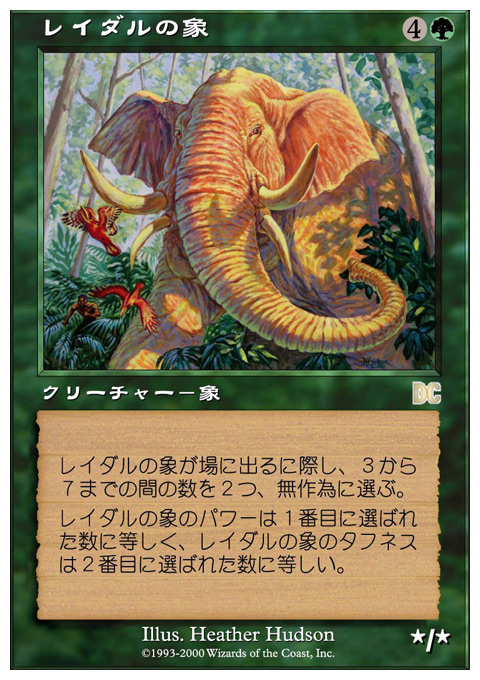 レイダルの象 4
クリーチャー－象 DC
レイダルの象が場に出るに際し、３から
７までの間の数を２つ、無作為に選ぶ。
レイダルの象のパワーは１番目に選ばれ
た数に等しく、レイダルの象のタフネス
は２番目に選ばれた数に等しい。
Illus. Heather Hudson
©1993-2000 Wizards of the Coast, Inc.
*/*